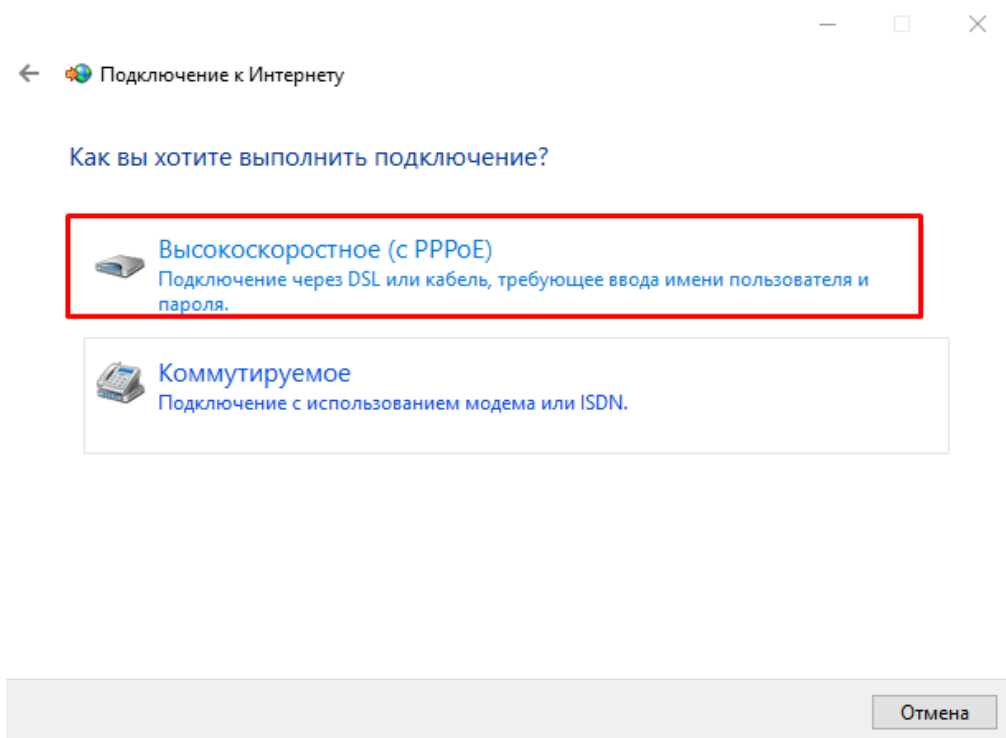 Подключение к Интернету
Как вы хотите выполнить подключение?
Высокоскоростное (с PPPoE)
Подключение через DSL или кабель, требующее ввода имени пользователя и
пароля.
Коммутируемое
Подключение с использованием модема или ISDN.
Отмена